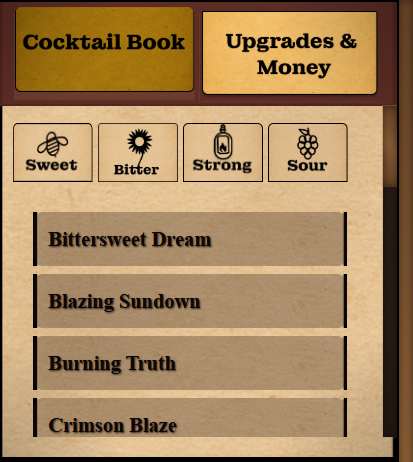 Cocktail Book
Upgrades &
Money
Sweet
Bitter
Strong
Sour
Bittersweet Dream
Blazing Sundown
Burning Truth
Crimson Blaze